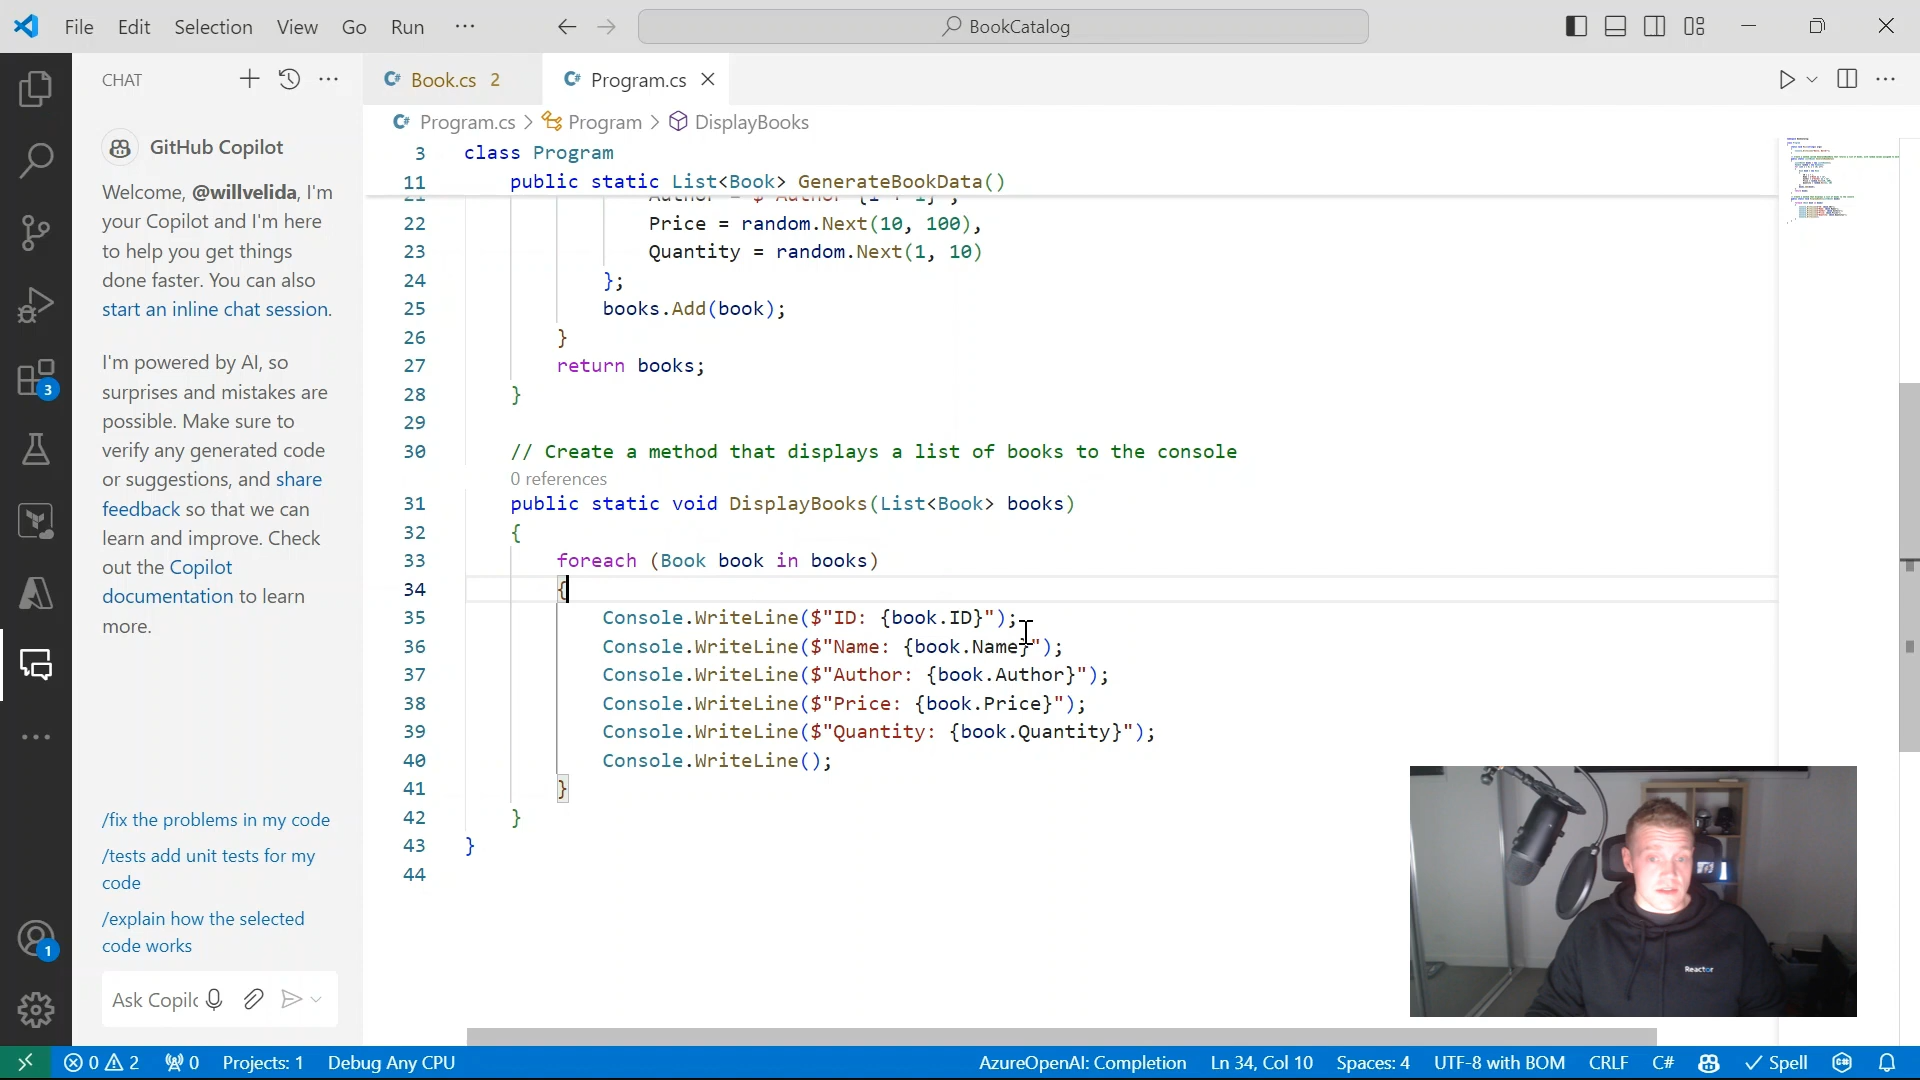 File Edit Selection View Go Run ···
BookCatalog
CHAT
Book.cs 2
Program.cs
Program.cs > Program > DisplayBooks
GitHub Copilot
Welcome, @willvelida, I'm
your Copilot and I'm here
to help you get things
done faster. You can also
start an inline chat session.
I'm powered by AI, so
surprises and mistakes are
possible. Make sure to
verify any generated code
or suggestions, and share
feedback so that we can
learn and improve. Check
out the Copilot
documentation to learn
more.
/fix the problems in my code
/tests add unit tests for my
code
/explain how the selected
code works
Ask Copilo
3
1
3 class Program
11 public static List<Book> GenerateBookData()
21 Author = $"Author {i + 1}",
22 Price = random.Next(10, 100),
23 Quantity = random.Next(1, 10)
24 };
25 books.Add(book);
26 }
27 return books;
28 }
29
30 // Create a method that displays a list of books to the console
0 references
31 public static void DisplayBooks(List<Book> books)
32 {
33 foreach (Book book in books)
34 {
35 Console.WriteLine($"ID: {book.ID}");
36 Console.WriteLine($"Name: {book.Name}");
37 Console.WriteLine($"Author: {book.Author}");
38 Console.WriteLine($"Price: {book.Price}");
39 Console.WriteLine($"Quantity: {book.Quantity}");
40 Console.WriteLine();
41 }
42 }
43 }
44
Reactor
0 2 0 Projects: 1 Debug Any CPU
AzureOpenAI: Completion Ln 34, Col 10 Spaces: 4 UTF-8 with BOM CRLF C# Spell